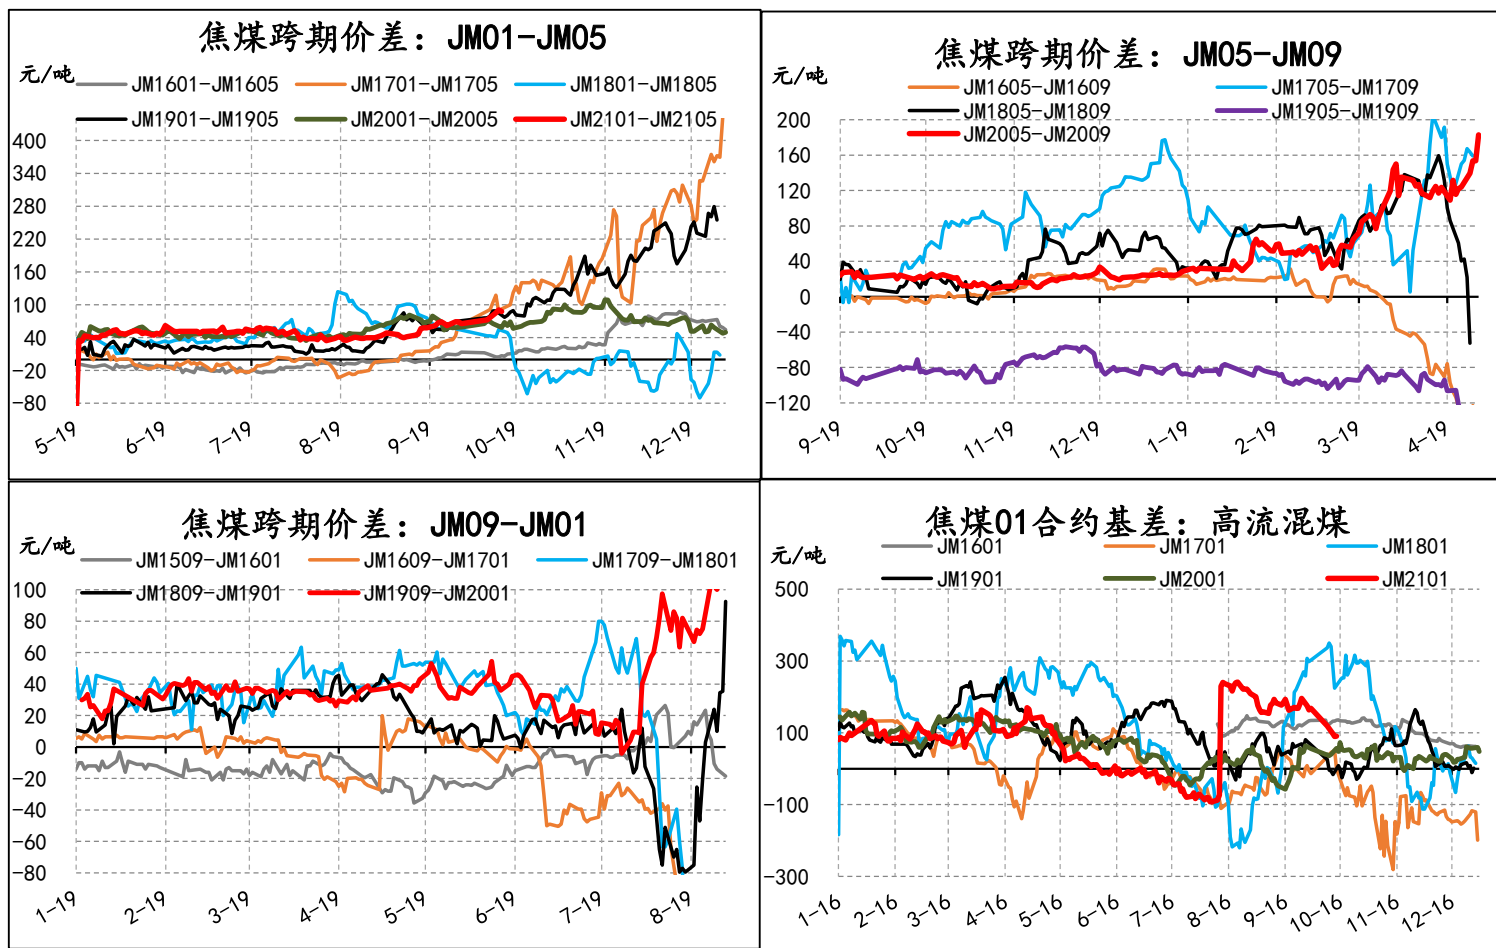 焦煤跨期价差：JM01-JM05
元/吨
JM1601-JM1605 JM1701-JM1705 JM1801-JM1805
JM1901-JM1905 JM2001-JM2005 JM2101-JM2105
400
340
280
220
160
100
40
-20
-80
5-19 6-19 7-19 8-19 9-19 10-19 11-19 12-19
焦煤跨期价差：JM05-JM09
元/吨
JM1605-JM1609 JM1705-JM1709
JM1805-JM1809 JM1905-JM1909
JM2005-JM2009
200
160
120
80
40
0
-40
-80
-120
9-19 10-19 11-19 12-19 1-19 2-19 3-19 4-19
焦煤跨期价差：JM09-JM01
元/吨
JM1509-JM1601 JM1609-JM1701 JM1709-JM1801
JM1809-JM1901 JM1909-JM2001
100
80
60
40
20
0
-20
-40
-60
-80
1-19 2-19 3-19 4-19 5-19 6-19 7-19 8-19
焦煤01合约基差：高流混煤
元/吨
JM1601 JM1701 JM1801
JM1901 JM2001 JM2101
500
300
100
-100
-300
1-16 2-16 3-16 4-16 5-16 6-16 7-16 8-16 9-16 10-16 11-16 12-16